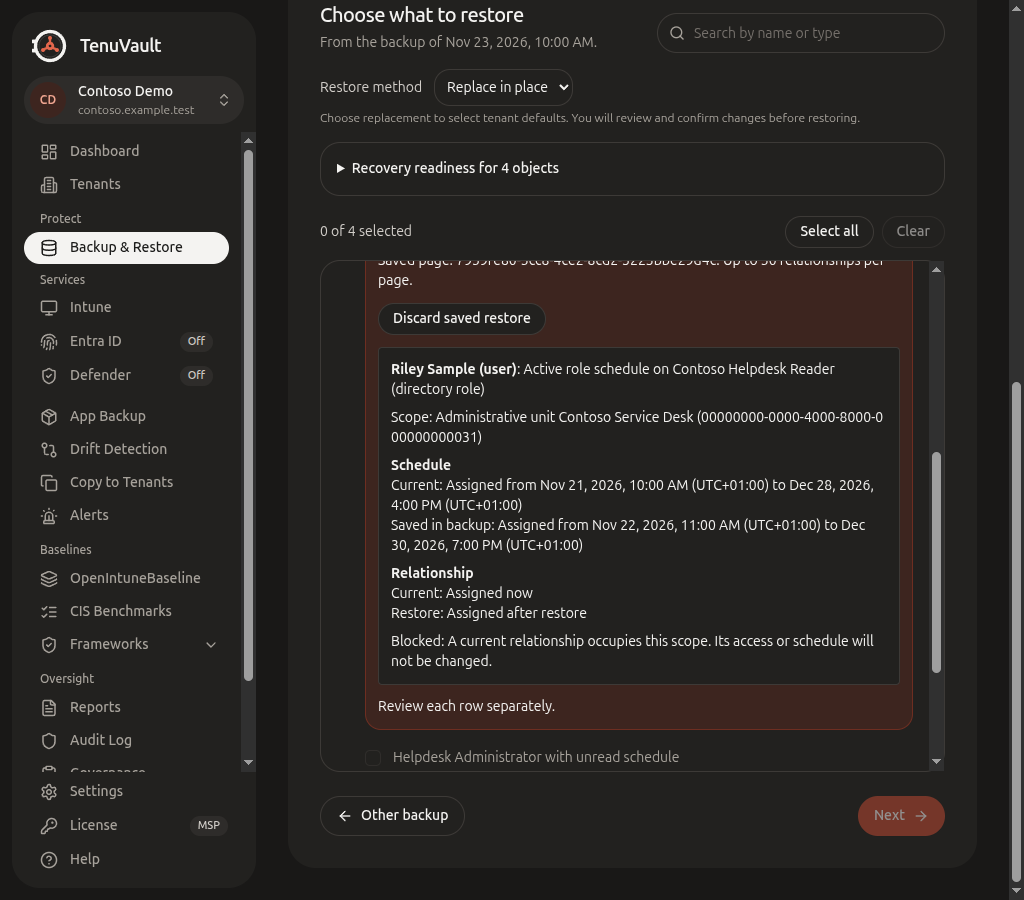 TenuVault
CD
Contoso Demo
contoso.example.test
Dashboard
Tenants
Protect
Backup & Restore
Services
Intune
Entra ID
Off
Defender
Off
App Backup
Drift Detection
Copy to Tenants
Alerts
Baselines
OpenIntuneBaseline
CIS Benchmarks
Frameworks
Oversight
Reports
Audit Log
Governance
Settings
License
MSP
Help
Choose what to restore
From the backup of Nov 23, 2026, 10:00 AM.
Search by name or type
Restore method
Replace in place
Choose replacement to select tenant defaults. You will review and confirm changes before restoring.
Recovery readiness for 4 objects
0 of 4 selected
Select all
Clear
Up to 50 relationships per
page.
Discard saved restore
Riley Sample (user): Active role schedule on Contoso Helpdesk Reader
(directory role)
Scope: Administrative unit Contoso Service Desk (00000000-0000-4000-8000-0
00000000031)
Schedule
Current: Assigned from Nov 21, 2026, 10:00 AM (UTC+01:00) to Dec 28, 2026,
4:00 PM (UTC+01:00)
Saved in backup: Assigned from Nov 22, 2026, 11:00 AM (UTC+01:00) to Dec
30, 2026, 7:00 PM (UTC+01:00)
Relationship
Current: Assigned now
Restore: Assigned after restore
Blocked: A current relationship occupies this scope. Its access or schedule will
not be changed.
Review each row separately.
Helpdesk Administrator with unread schedule
Other backup
Next